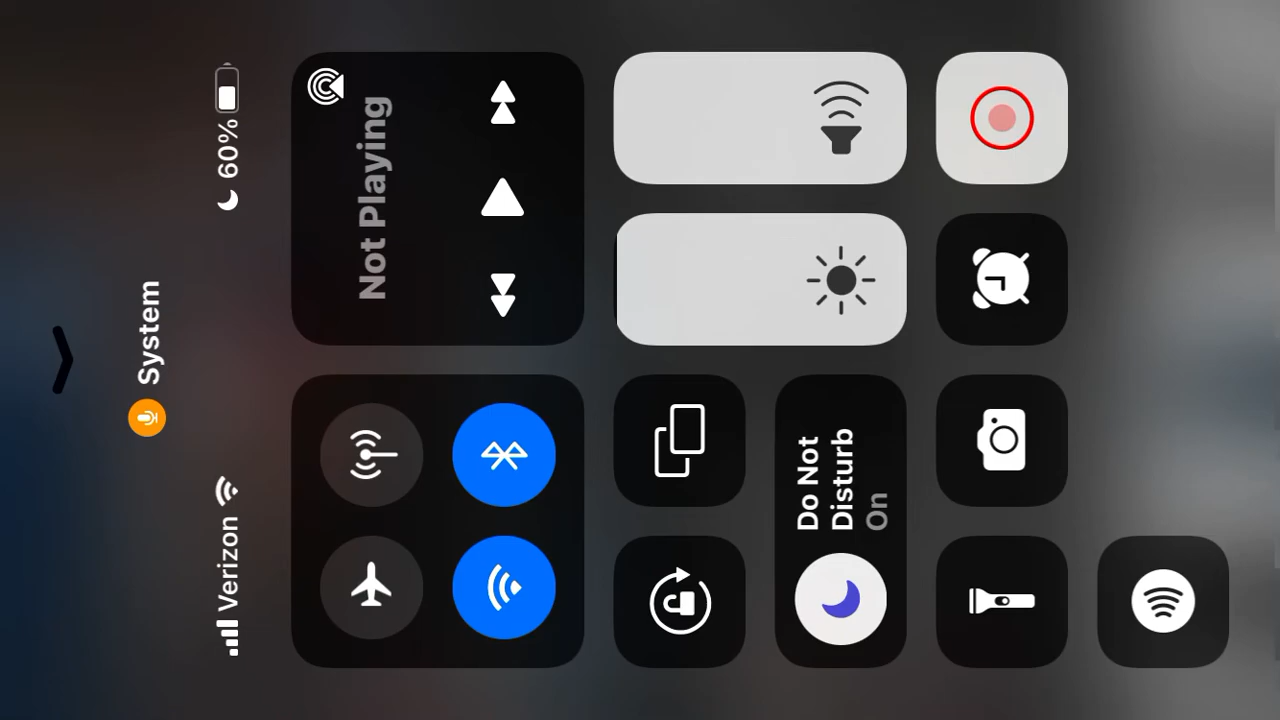 System
Verizon
60%
Not Playing
Do Not
Disturb
On